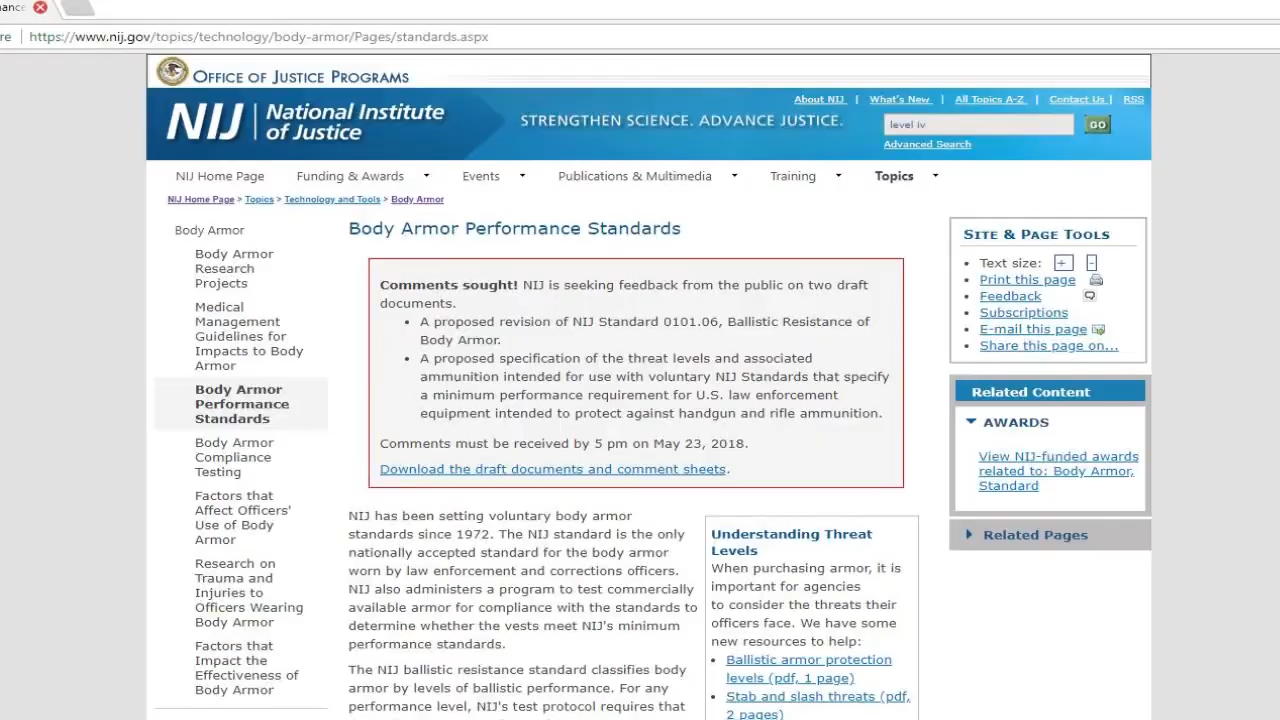 ance
re https://www.nij.gov/topics/technology/body-armor/Pages/standards.aspx
OFFICE OF JUSTICE PROGRAMS
About NIJ | What's New | All Topics A-Z | Contact Us | RSS
NIJ National Institute
of Justice
STRENGTHEN SCIENCE. ADVANCE JUSTICE.
level iv GO
Advanced Search
NIJ Home Page Funding & Awards Events Publications & Multimedia Training Topics
NIJ Home Page > Topics > Technology and Tools > Body Armor
Body Armor
Body Armor
Research
Projects
Medical
Management
Guidelines for
Impacts to Body
Armor
Body Armor
Performance
Standards
Body Armor
Compliance
Testing
Factors that
Affect Officers'
Use of Body
Armor
Research on
Trauma and
Injuries to
Officers Wearing
Body Armor
Factors that
Impact the
Effectiveness of
Body Armor
Body Armor Performance Standards
Comments sought! NIJ is seeking feedback from the public on two draft
documents.
• A proposed revision of NIJ Standard 0101.06, Ballistic Resistance of
Body Armor.
• A proposed specification of the threat levels and associated
ammunition intended for use with voluntary NIJ Standards that specify
a minimum performance requirement for U.S. law enforcement
equipment intended to protect against handgun and rifle ammunition.
Comments must be received by 5 pm on May 23, 2018.
Download the draft documents and comment sheets.
NIJ has been setting voluntary body armor
standards since 1972. The NIJ standard is the only
nationally accepted standard for the body armor
worn by law enforcement and corrections officers.
NIJ also administers a program to test commercially
available armor for compliance with the standards to
determine whether the vests meet NIJ's minimum
performance standards.
The NIJ ballistic resistance standard classifies body
armor by levels of ballistic performance. For any
performance level, NIJ's test protocol requires that
Understanding Threat
Levels
When purchasing armor, it is
important for agencies
to consider the threats their
officers face. We have some
new resources to help:
• Ballistic armor protection
levels (pdf, 1 page)
• Stab and slash threats (pdf,
2 pages)
SITE & PAGE TOOLS
• Text size: + -
• Print this page
• Feedback
• Subscriptions
• E-mail this page
• Share this page on...
Related Content
AWARDS
View NIJ-funded awards
related to: Body Armor,
Standard
Related Pages